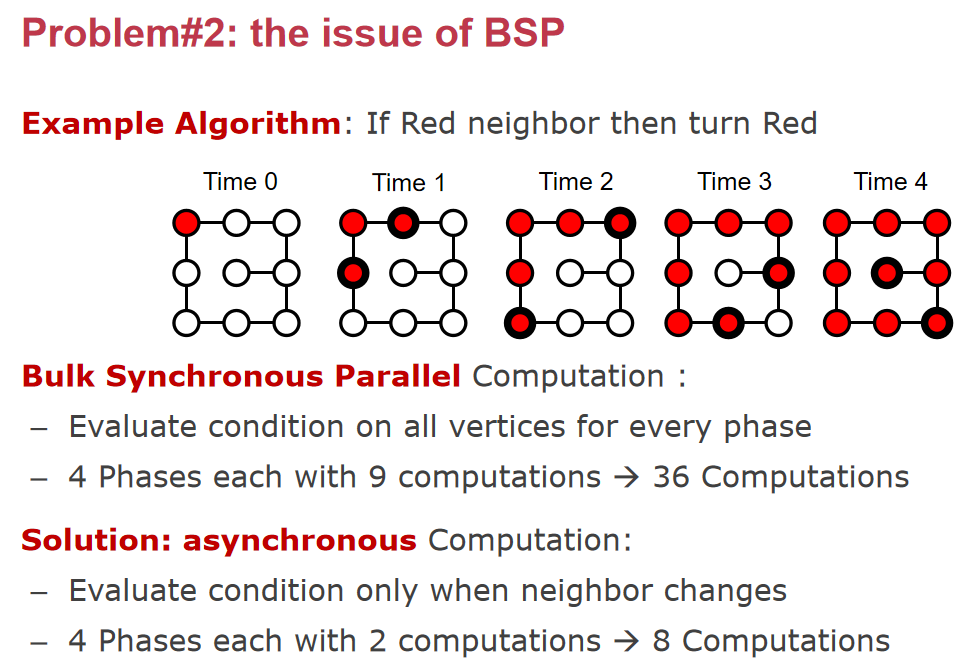 Problem#2: the issue of BSP
Example Algorithm: If Red neighbor then turn Red
Time 0 Time 1 Time 2 Time 3 Time 4
Bulk Synchronous Parallel Computation :
– Evaluate condition on all vertices for every phase
– 4 Phases each with 9 computations → 36 Computations
Solution: asynchronous Computation:
– Evaluate condition only when neighbor changes
– 4 Phases each with 2 computations → 8 Computations